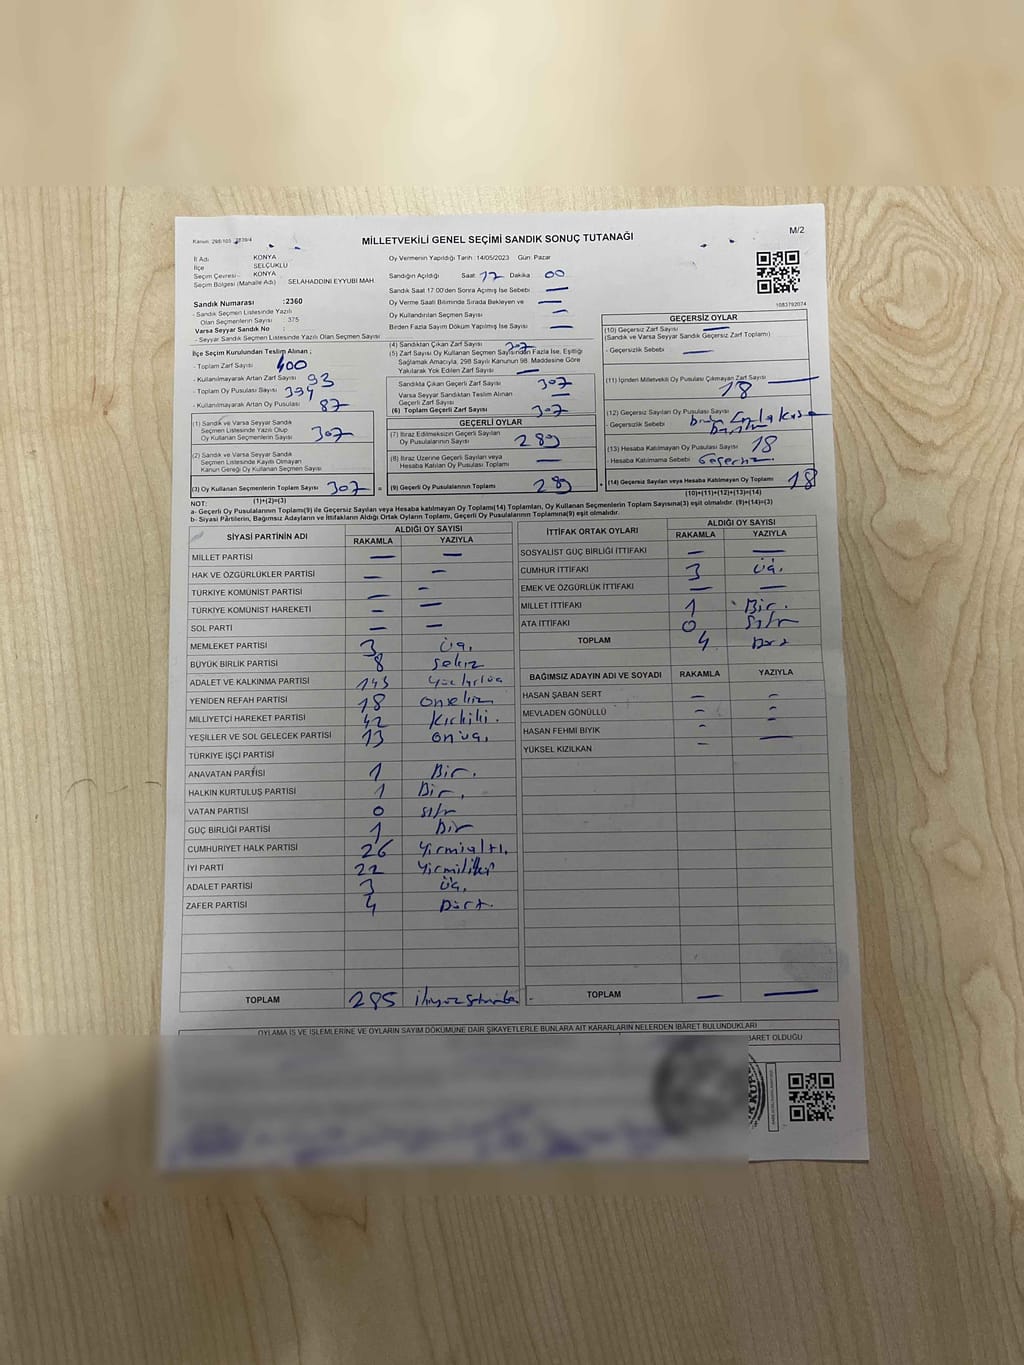 Kanun: 298/105, 2839/4
M/2
MİLLETVEKİLİ GENEL SEÇİMİ SANDIK SONUÇ TUTANAĞI
İl Adı KONYA
İlçe SELÇUKLU
Seçim Çevresi KONYA
Seçim Bölgesi (Mahalle Adı) SELAHADDINI EYYUBI MAH
Sandık Numarası :2360
- Sandık Seçmen Listesinde Yazılı
Olan Seçmenlerin Sayısı : 375
Varsa Seyyar Sandık No :
- Seyyar Sandık Seçmen Listesinde Yazılı Olan Seçmen Sayısı
İlçe Seçim Kurulundan Teslim Alınan ;
- Toplam Zarf Sayısı 400
- Kullanılmayarak Artan Zarf Sayısı 93
- Toplam Oy Pusulası Sayısı 394
- Kullanılmayarak Artan Oy Pusulası 87
(1) Sandık ve Varsa Seyyar Sandık
Seçmen Listesinde Yazılı Olup
Oy Kullanan Seçmenlerin Sayısı 307
(2) Sandık ve Varsa Seyyar Sandık
Seçmen Listesinde Kayıtlı Olmayan
Kanun Gereği Oy Kullanan Seçmen Sayısı
(3) Oy Kullanan Seçmenlerin Toplam Sayısı 307 =
(1)+(2)=(3)
Oy Vermenin Yapıldığı Tarih :14/05/2023 Gün: Pazar
Sandığın Açıldığı Saat 17 Dakika 00
Sandık Saat 17:00'den Sonra Açılmış İse Sebebi —
Oy Verme Saati Bitiminde Sırada Bekleyen ve —
Oy Kullandırılan Seçmen Sayısı —
Birden Fazla Sayım Döküm Yapılmış İse Sayısı —
(4) Sandıktan Çıkan Zarf Sayısı 307
(5) Zarf Sayısı Oy Kullanan Seçmen Sayısından Fazla İse, Eşitliği
Sağlamak Amacıyla, 298 Sayılı Kanunun 98. Maddesine Göre
Yakılarak Yok Edilen Zarf Sayısı —
Sandıkta Çıkan Geçerli Zarf Sayısı 307
Varsa Seyyar Sandıktan Teslim Alınan
Geçerli Zarf Sayısı —
(6) Toplam Geçerli Zarf Sayısı 307
GEÇERLİ OYLAR
(7) İtiraz Edilmeksizin Geçerli Sayılan
Oy Pusulalarının Sayısı 289
(8) İtiraz Üzerine Geçerli Sayılan veya
Hesaba Katılan Oy Pusulası Toplamı —
(9) Geçerli Oy Pusulalarının Toplamı 289 +
1083792074
GEÇERSİZ OYLAR
(10) Geçersiz Zarf Sayısı —
(Sandık ve Varsa Seyyar Sandık Geçersiz Zarf Toplamı)
- Geçersizlik Sebebi —
(11) İçinden Milletvekili Oy Pusulası Çıkmayan Zarf Sayısı —
18
(12) Geçersiz Sayılan Oy Pusulası Sayısı
- Geçersizlik Sebebi
(13) Hesaba Katılmayan Oy Pusulası Sayısı 18
- Hesaba Katılmama Sebebi Geçersiz
(14) Geçersiz Sayılan veya Hesaba Katılmayan Oy Toplamı 18
(10)+(11)+(12)+(13)=(14)
NOT:
a- Geçerli Oy Pusulaları Toplamı(9) ile Geçersiz Sayılan veya Hesaba katılmayan Oy Toplamı(14) Toplamları, Oy Kullanan Seçmenlerin Toplam Sayısına(3) eşit olmalıdır. (9)+(14)=(3)
b- Siyasi Partilerin, Bağımsız Adayların ve İttifakların Aldığı Ortak Oyların Toplamı, Geçerli Oy Pusulalarının Toplamına(9) eşit olmalıdır.
SİYASİ PARTİNİN ADI ALDIĞI OY SAYISI
RAKAMLA YAZIYLA
MİLLET PARTİSİ — —
HAK VE ÖZGÜRLÜKLER PARTİSİ — —
TÜRKİYE KOMÜNİST PARTİSİ — —
TÜRKİYE KOMÜNİST HAREKETİ — —
SOL PARTİ — —
MEMLEKET PARTİSİ 3 Üç.
BÜYÜK BİRLİK PARTİSİ 8 Sekiz
ADALET VE KALKINMA PARTİSİ 143
YENİDEN REFAH PARTİSİ 18 Onsekiz
MİLLİYETÇİ HAREKET PARTİSİ 42 Kırkiki.
YEŞİLLER VE SOL GELECEK PARTİSİ 13 Onüç.
TÜRKİYE İŞÇİ PARTİSİ
ANAVATAN PARTİSİ 1 Bir.
HALKIN KURTULUŞ PARTİSİ 1 Bir.
VATAN PARTİSİ 0 sıfır
GÜÇ BİRLİĞİ PARTİSİ 1 Bir
CUMHURİYET HALK PARTİSİ 26 Yirmialtı.
İYİ PARTİ 22 Yirmiiki
ADALET PARTİSİ 3 Üç.
ZAFER PARTİSİ 4 Dört.
TOPLAM 285
İTTİFAK ORTAK OYLARI ALDIĞI OY SAYISI
RAKAMLA YAZIYLA
SOSYALİST GÜÇ BİRLİĞİ İTTİFAKI — —
CUMHUR İTTİFAKI 3 Üç.
EMEK VE ÖZGÜRLÜK İTTİFAKI — —
MİLLET İTTİFAKI 1 Bir.
ATA İTTİFAKI 0 Sıfır
TOPLAM 4 Dört
BAĞIMSIZ ADAYIN ADI VE SOYADI RAKAMLA YAZIYLA
HASAN ŞABAN SERT — —
MEVLADEN GÖNÜLLÜ — —
HASAN FEHMİ BIYIK — —
YÜKSEL KIZILKAN — —
TOPLAM — —
OYLAMA İŞ VE İŞLEMLERİNE VE OYLARIN SAYIM DÖKÜMÜNE DAİR ŞİKAYETLERLE BUNLARA AİT KARARLARIN NELERDEN İBARET BULUNDUKLARI
BARET OLDUĞU